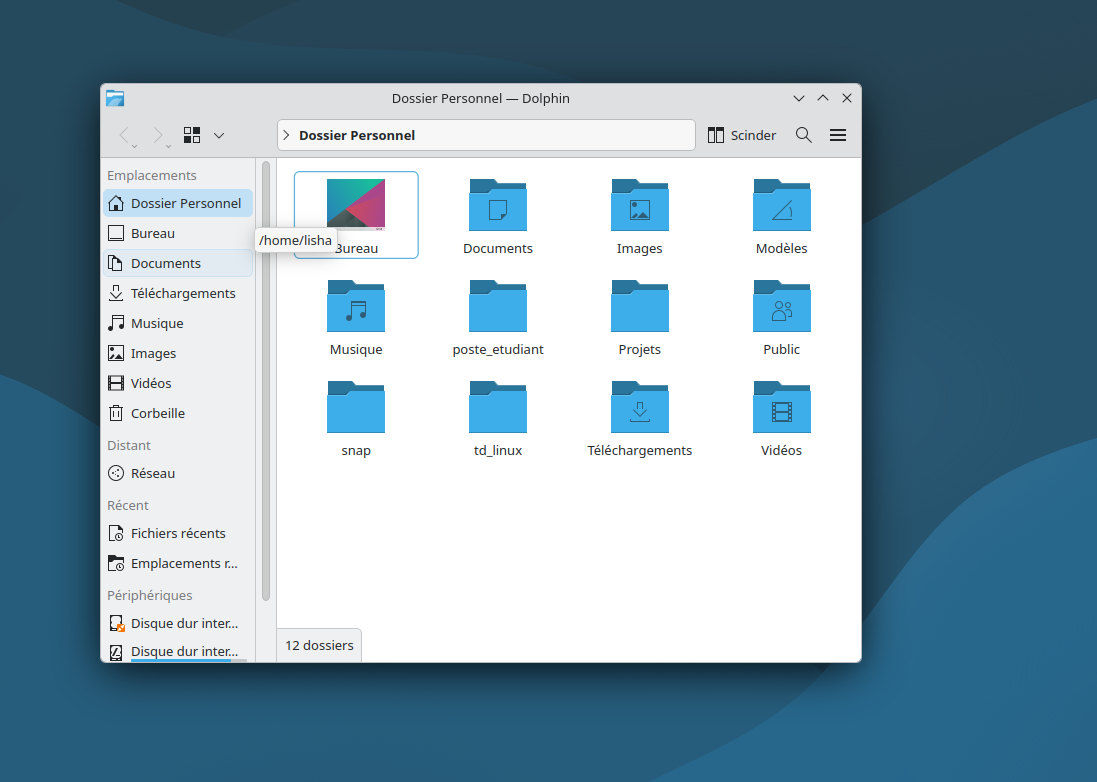 Dossier Personnel — Dolphin
Dossier Personnel
Scinder
Emplacements
Dossier Personnel
Bureau
Documents
Téléchargements
Musique
Images
Vidéos
Corbeille
Distant
Réseau
Récent
Fichiers récents
Emplacements r...
Périphériques
Disque dur inter...
Disque dur inter...
/home/lisha
Bureau
Documents
Images
Modèles
Musique
poste_etudiant
Projets
Public
snap
td_linux
Téléchargements
Vidéos
12 dossiers